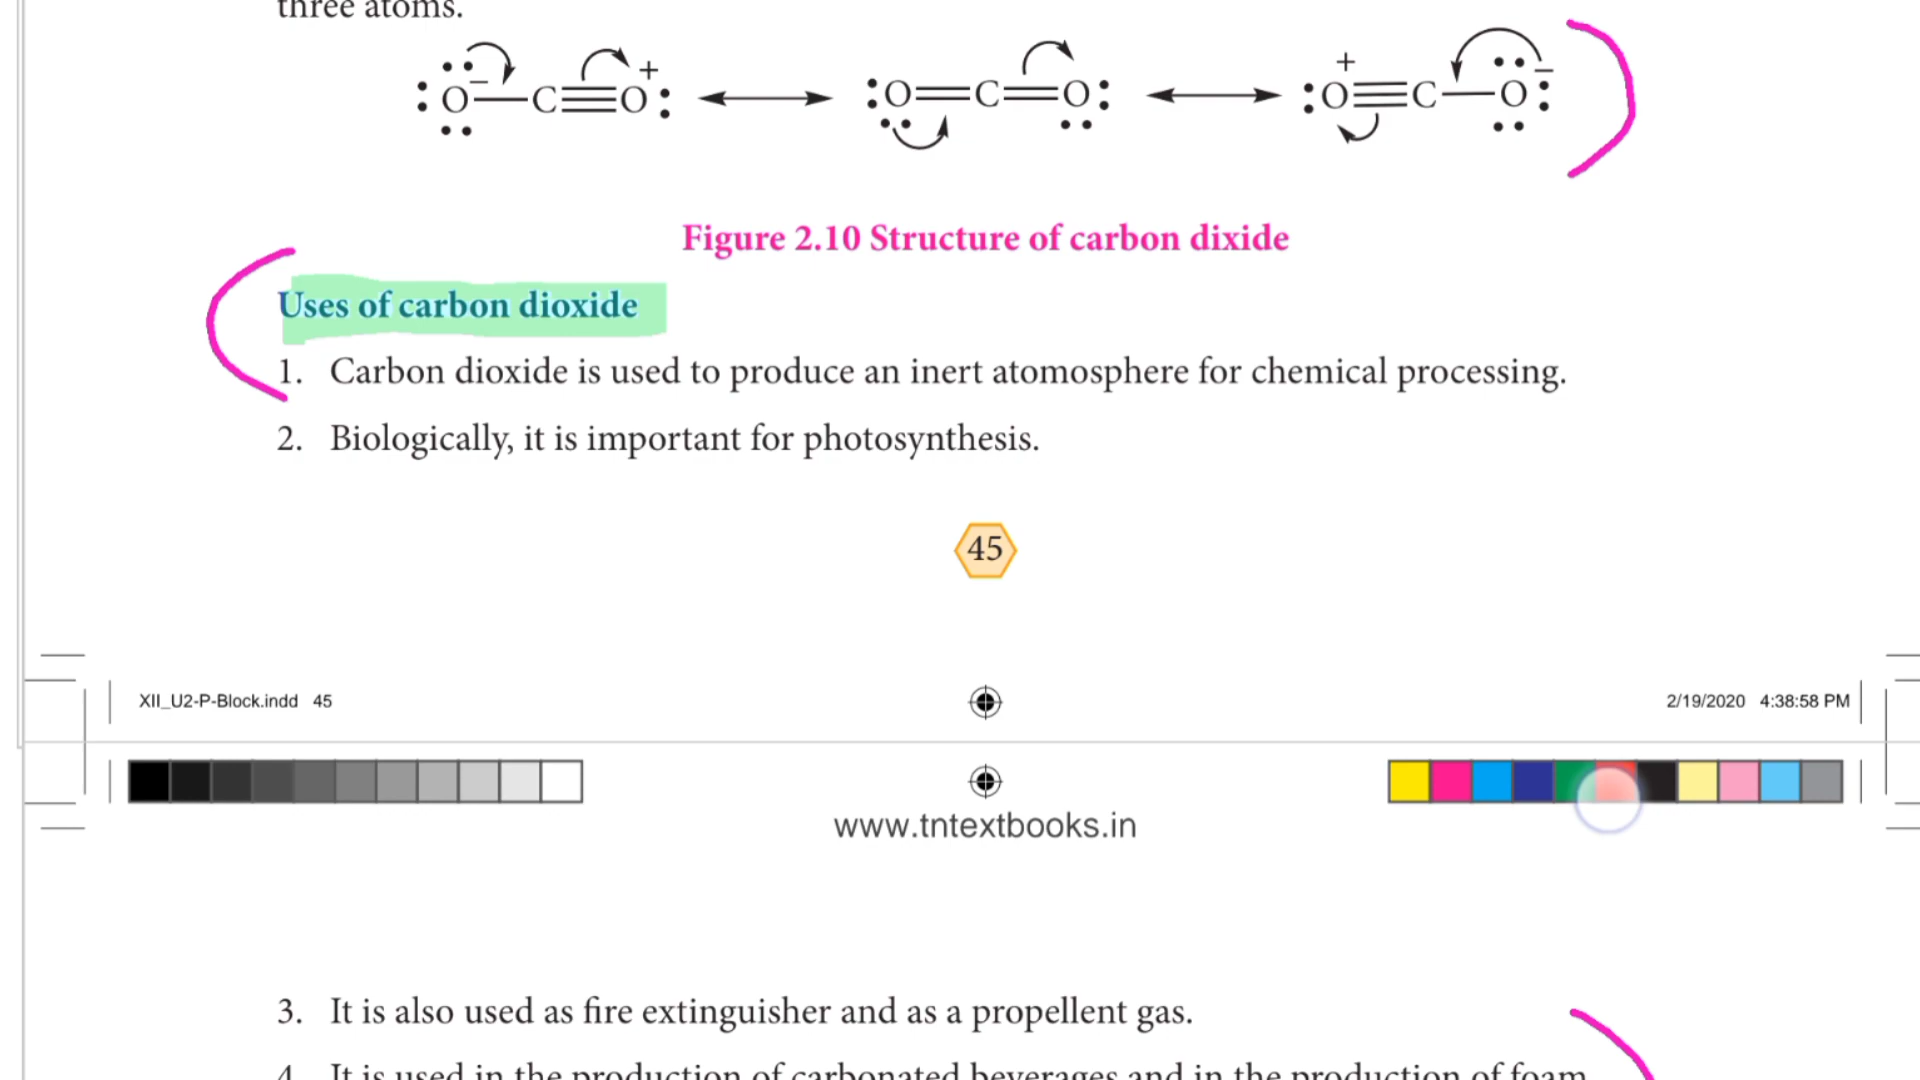 three atoms.
:O⁻—C≡O⁺: ⟷ :O=C=O: ⟷ :O⁺≡C—O⁻:
Figure 2.10 Structure of carbon dixide
Uses of carbon dioxide
1. Carbon dioxide is used to produce an inert atomosphere for chemical processing.
2. Biologically, it is important for photosynthesis.
45
XII_U2-P-Block.indd 45
2/19/2020 4:38:58 PM
www.tntextbooks.in
3. It is also used as fire extinguisher and as a propellent gas.
4. It is used in the production of carbonated beverages and in the production of foam.